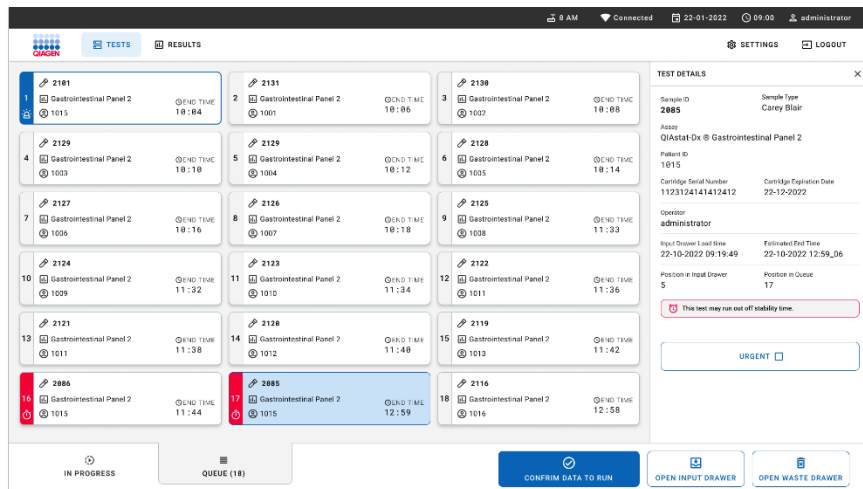 8 AM Connected 22-01-2022 09:00 administrator
QIAGEN TESTS RESULTS SETTINGS LOGOUT
1 2101
Gastrointestinal Panel 2 END TIME
1015 10:04
2 2131
Gastrointestinal Panel 2 END TIME
1001 10:06
3 2130
Gastrointestinal Panel 2 END TIME
1002 10:08
4 2129
Gastrointestinal Panel 2 END TIME
1003 10:10
5 2129
Gastrointestinal Panel 2 END TIME
1004 10:12
6 2128
Gastrointestinal Panel 2 END TIME
1005 10:14
7 2127
Gastrointestinal Panel 2 END TIME
1006 10:16
8 2126
Gastrointestinal Panel 2 END TIME
1007 10:18
9 2125
Gastrointestinal Panel 2 END TIME
1008 11:33
10 2124
Gastrointestinal Panel 2 END TIME
1009 11:32
11 2123
Gastrointestinal Panel 2 END TIME
1010 11:34
12 2122
Gastrointestinal Panel 2 END TIME
1011 11:36
13 2121
Gastrointestinal Panel 2 END TIME
1011 11:38
14 2120
Gastrointestinal Panel 2 END TIME
1012 11:40
15 2119
Gastrointestinal Panel 2 END TIME
1013 11:42
16 2086
Gastrointestinal Panel 2 END TIME
1015 11:44
17 2085
Gastrointestinal Panel 2 END TIME
1015 12:59
18 2116
Gastrointestinal Panel 2 END TIME
1016 12:58
TEST DETAILS
Sample ID Sample Type
2085 Carey Blair
Assay
QIAstat-Dx ® Gastrointestinal Panel 2
Patient ID
1015
Cartridge Serial Number Cartridge Expiration Date
1123124141412412 22-12-2022
Operator
administrator
Input Drawer Load time Estimated End Time
22-10-2022 09:19:49 22-10-2022 12:59_06
Position in Input Drawer Position in Queue
5 17
This test may run out off stability time.
URGENT
IN PROGRESS QUEUE (18) CONFRIM DATA TO RUN OPEN INPUT DRAWER OPEN WASTE DRAWER